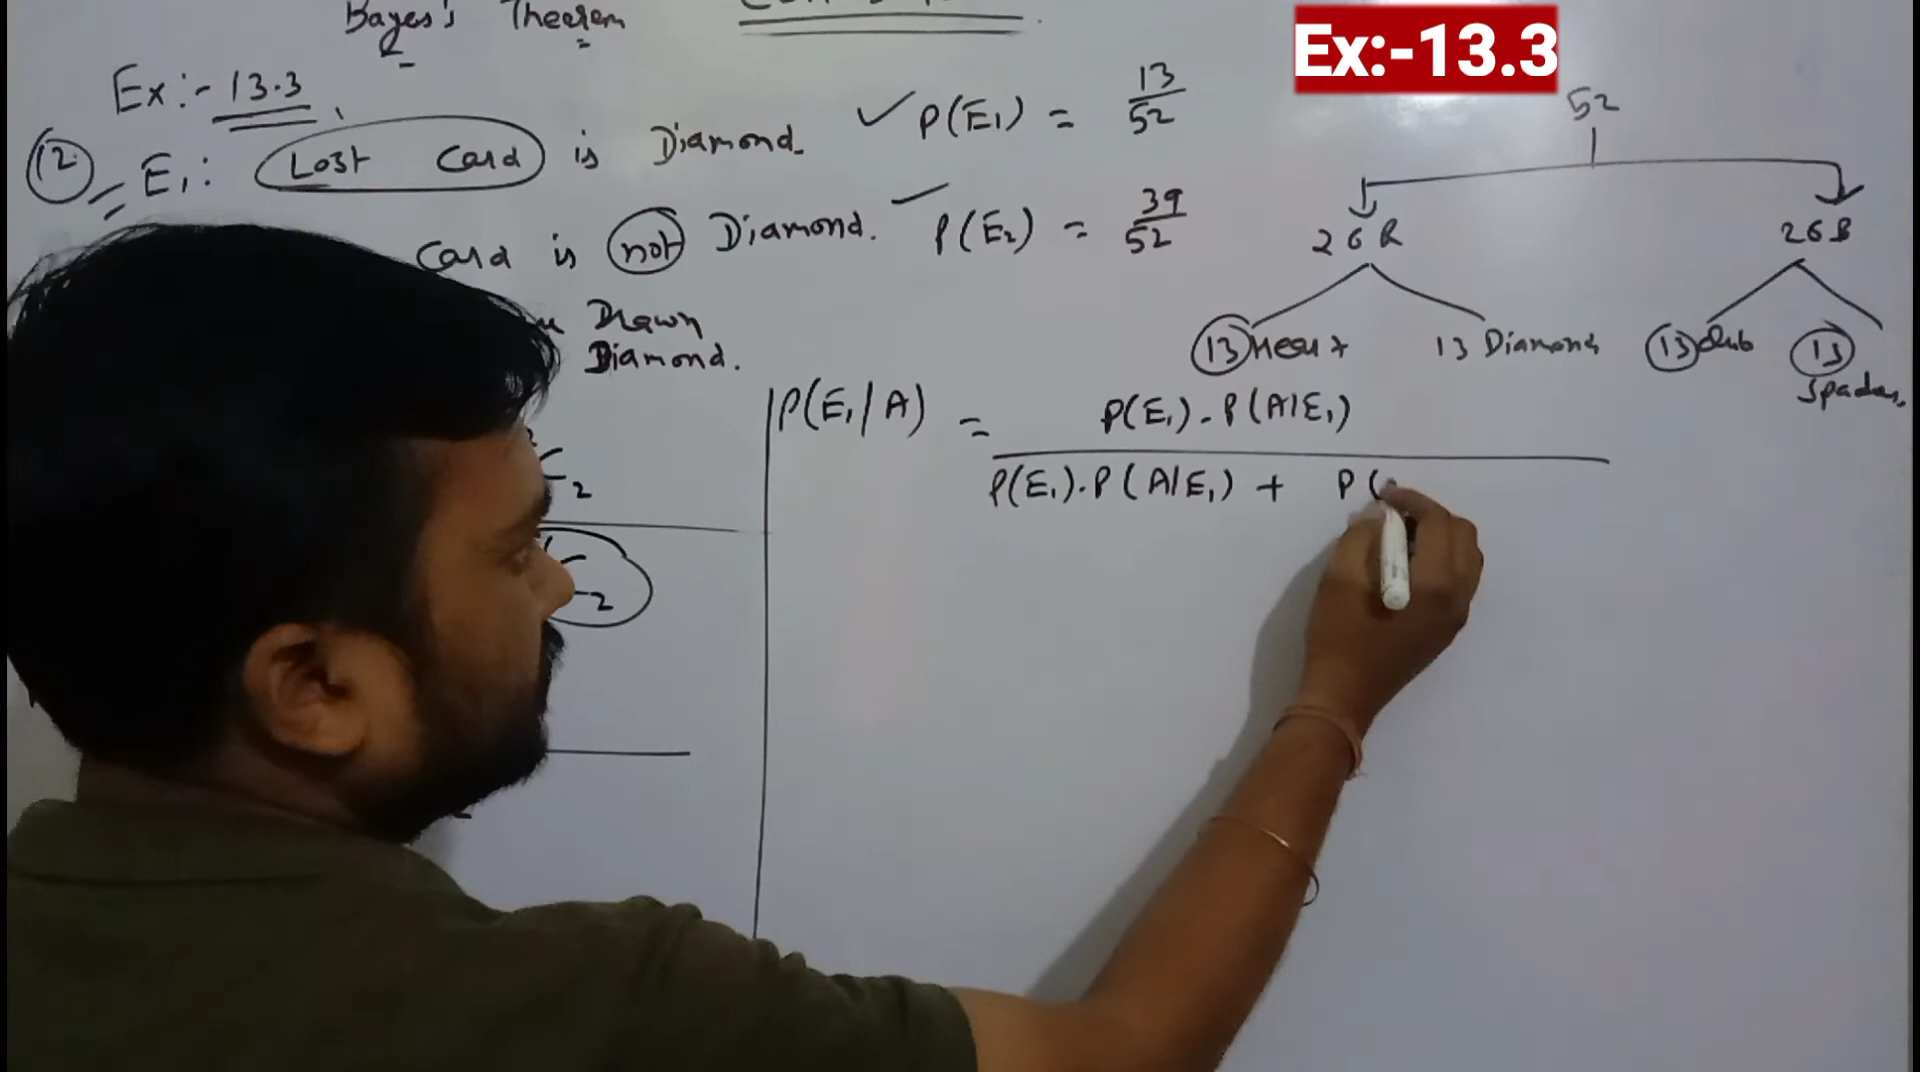 Bayes's Theorem
Ex:-13.3
Ex:- 13.3
(12) E₁: Lost Card is Diamond. ✓ P(E₁) = 13/52
Card is not Diamond. P(E₂) = 39/52
Drawn
Diamond.
52
26 R 26 B
13 Heart 13 Diamond 13 Club 13 Spades.
P(E₁/A) = P(E₁).P(A|E₁)
P(E₁).P(A|E₁) + P(
C₂
C₂